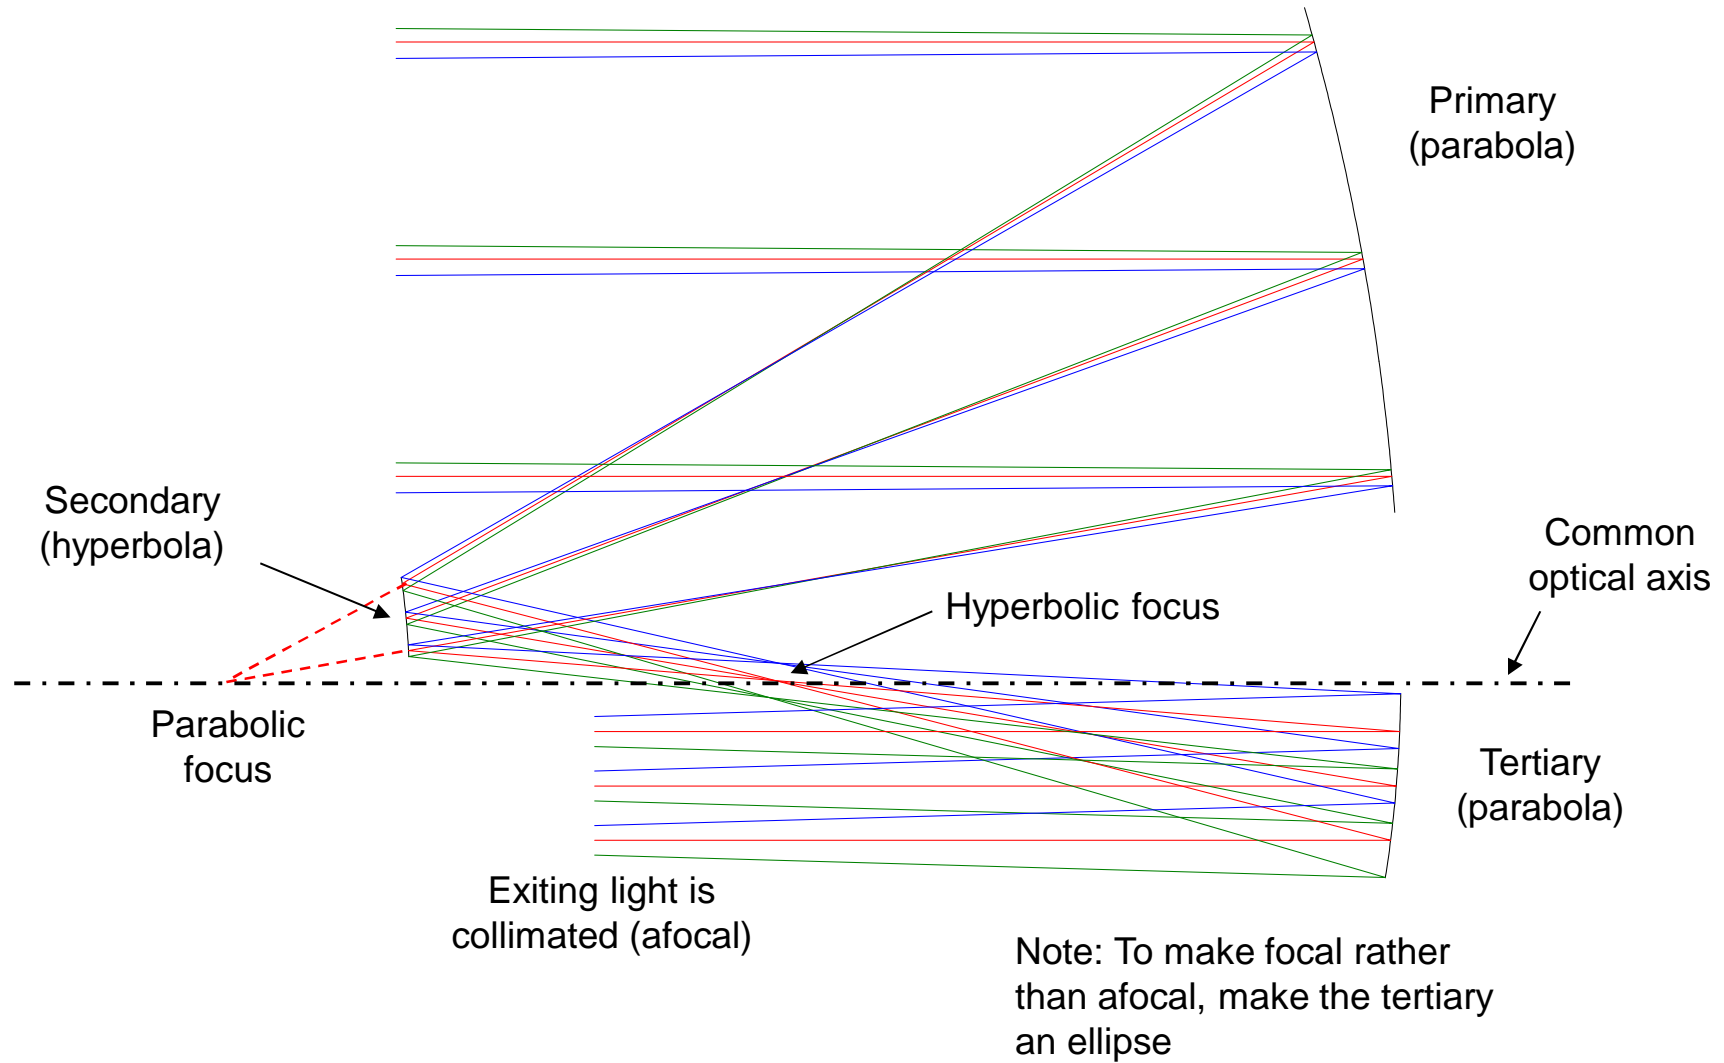 Primary
(parabola)
Secondary
(hyperbola)
Common
optical axis
Hyperbolic focus
Parabolic
focus
Tertiary
(parabola)
Exiting light is
collimated (afocal)
Note: To make focal rather
than afocal, make the tertiary
an ellipse